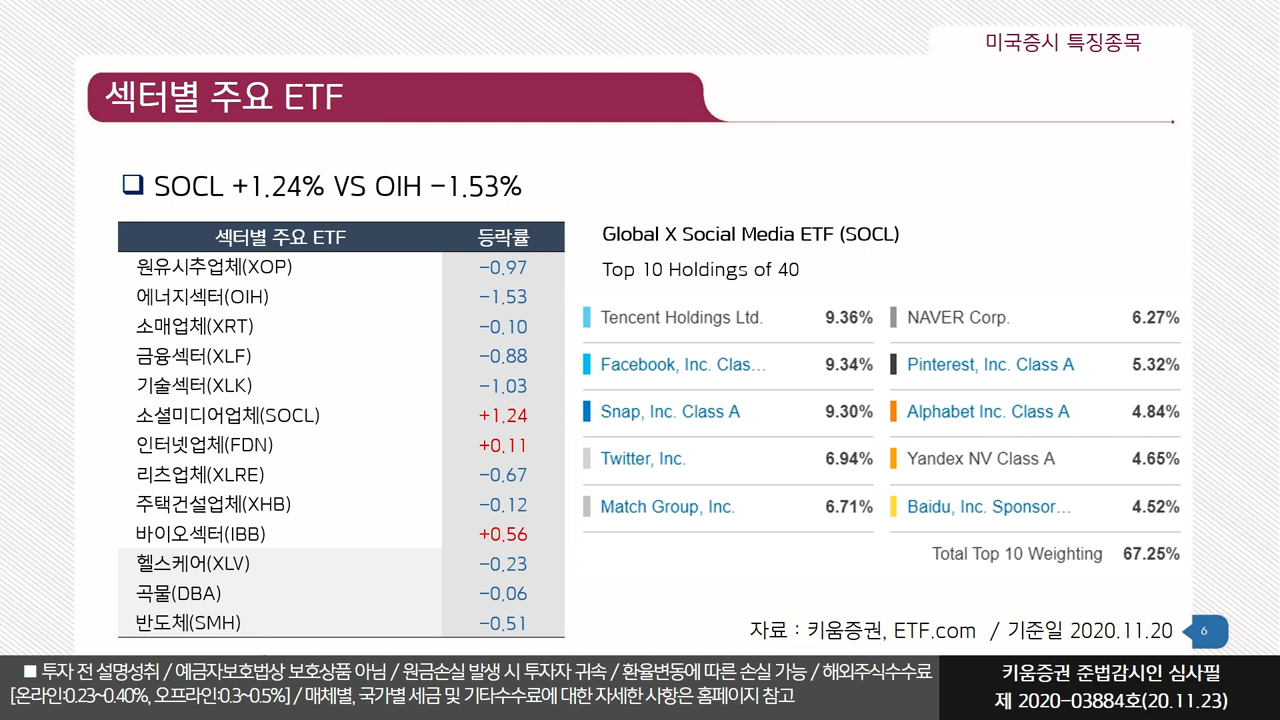 미국증시 특징종목
섹터별 주요 ETF
SOCL +1.24% VS OIH -1.53%
섹터별 주요 ETF 등락률
원유시추업체(XOP) -0.97
에너지섹터(OIH) -1.53
소매업체(XRT) -0.10
금융섹터(XLF) -0.88
기술섹터(XLK) -1.03
소셜미디어업체(SOCL) +1.24
인터넷업체(FDN) +0.11
리츠업체(XLRE) -0.67
주택건설업체(XHB) -0.12
바이오섹터(IBB) +0.56
헬스케어(XLV) -0.23
곡물(DBA) -0.06
반도체(SMH) -0.51
Global X Social Media ETF (SOCL)
Top 10 Holdings of 40
Tencent Holdings Ltd. 9.36% NAVER Corp. 6.27%
Facebook, Inc. Clas... 9.34% Pinterest, Inc. Class A 5.32%
Snap, Inc. Class A 9.30% Alphabet Inc. Class A 4.84%
Twitter, Inc. 6.94% Yandex NV Class A 4.65%
Match Group, Inc. 6.71% Baidu, Inc. Sponsor... 4.52%
Total Top 10 Weighting 67.25%
자료 : 키움증권, ETF.com / 기준일 2020.11.20
6
■ 투자 전 설명성취 / 예금자보호법상 보호상품 아님 / 원금손실 발생 시 투자자 귀속 / 환율변동에 따른 손실 가능 / 해외주식수수료
[온라인:0.23~0.40%, 오프라인:0.3~0.5%] / 매체별, 국가별 세금 및 기타수수료에 대한 자세한 사항은 홈페이지 참고
키움증권 준법감시인 심사필
제 2020-03884호(20.11.23)